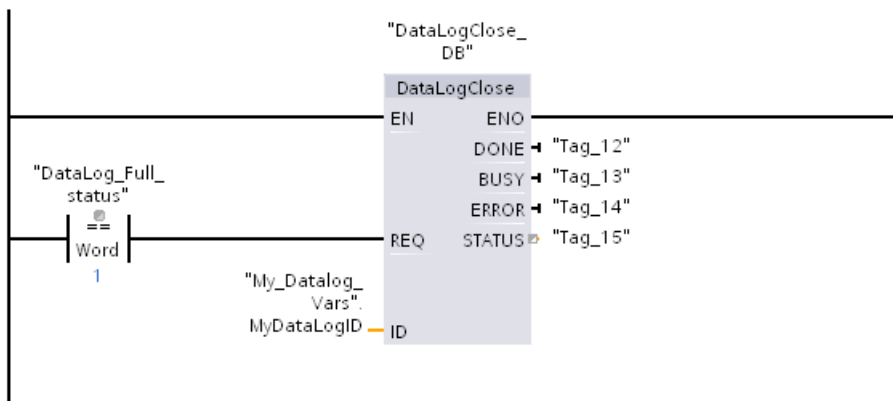 "DataLogClose_
DB"
DataLogClose
EN ENO
DONE "Tag_12"
BUSY "Tag_13"
ERROR "Tag_14"
"DataLog_Full_
status"
==
Word
1
REQ STATUS "Tag_15"
"My_Datalog_
Vars".
MyDataLogID ID